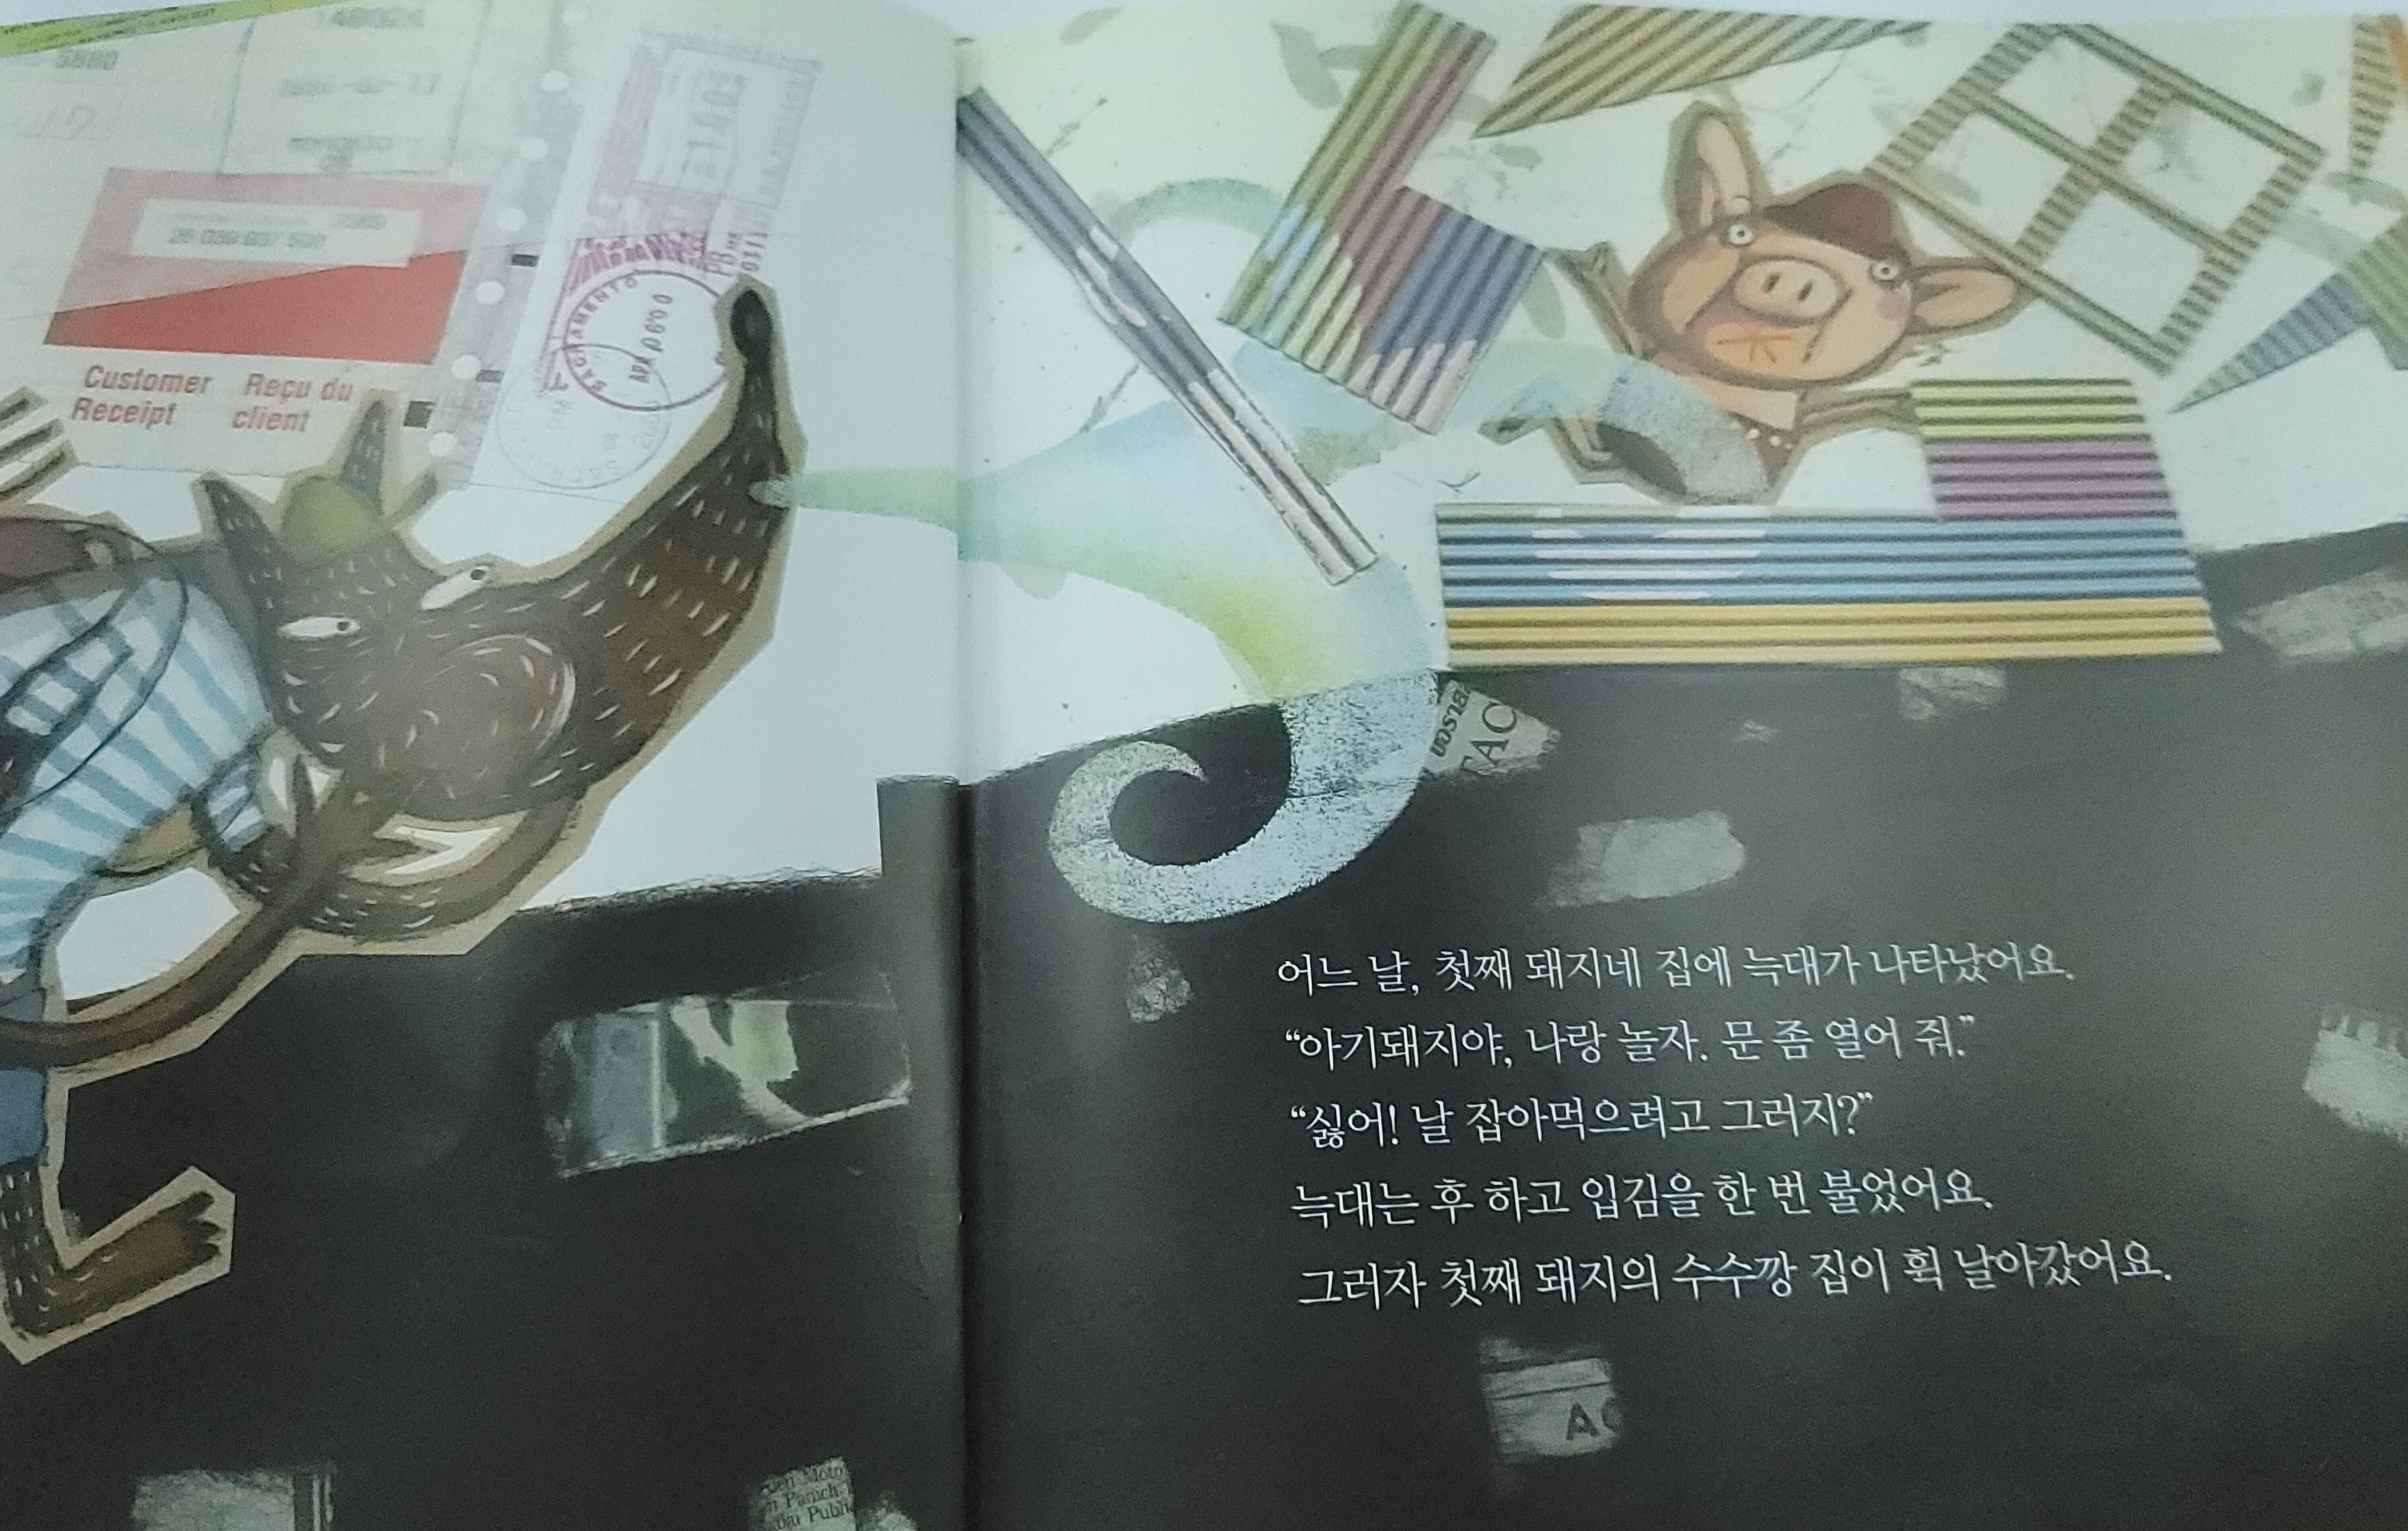 Customer Reçu du
Receipt client
SACRAMENTO
TAC
어느 날, 첫째 돼지네 집에 늑대가 나타났어요.
“아기돼지야, 나랑 놀자. 문 좀 열어 줘.”
“싫어! 날 잡아먹으려고 그러지?”
늑대는 후 하고 입김을 한 번 불었어요.
그러자 첫째 돼지의 수수깡 집이 휙 날아갔어요.